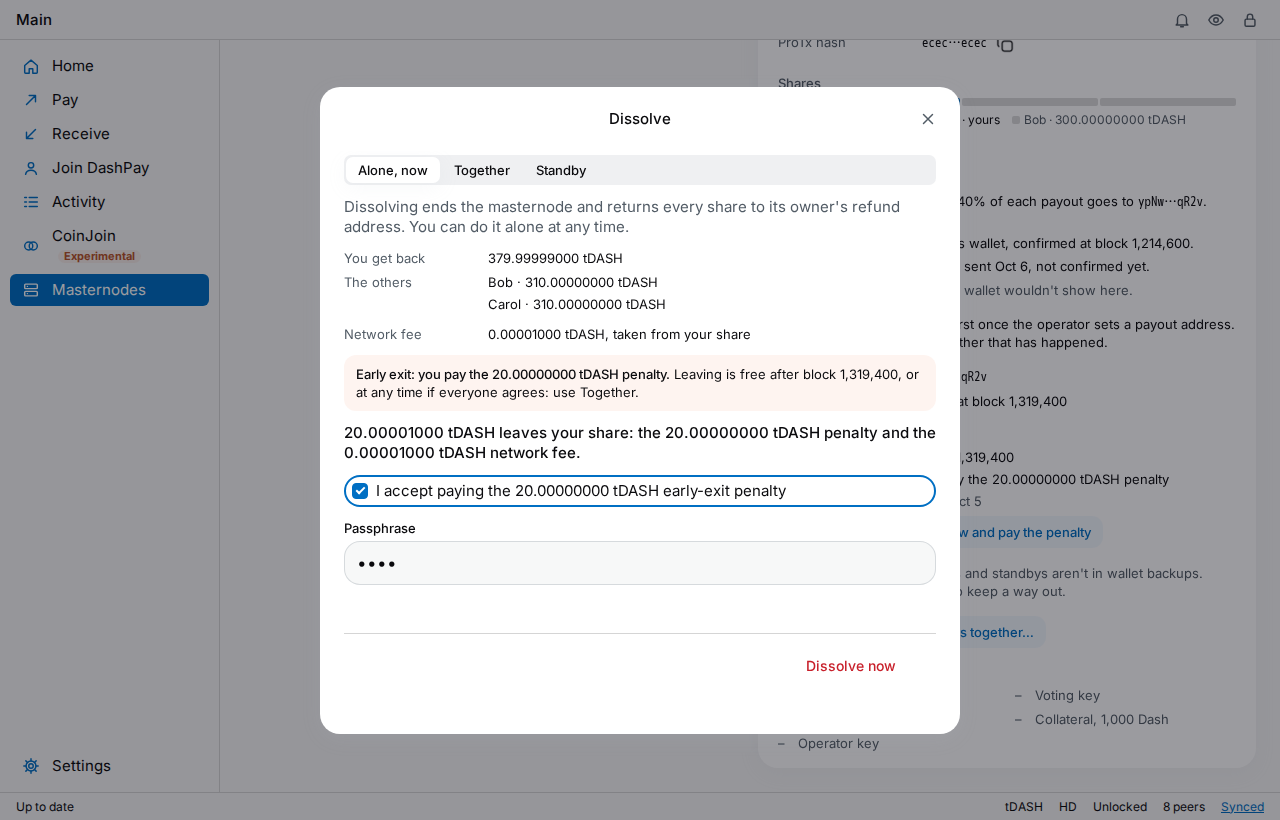 Main
Home
Pay
Receive
Join DashPay
Activity
CoinJoin
Experimental
Masternodes
Settings
ProTx hash
ecec···ecec
Shares
· yours
Bob · 300.00000000 tDASH
40% of each payout goes to ypNw···qR2v.
wallet, confirmed at block 1,214,600.
sent Oct 6, not confirmed yet.
wallet wouldn't show here.
once the operator sets a payout address.
that has happened.
qR2v
at block 1,319,400
1,319,400
the 20.00000000 tDASH penalty
Oct 5
and pay the penalty
and standbys aren't in wallet backups.
keep a way out.
together...
– Voting key
– Collateral, 1,000 Dash
– Operator key
Dissolve
Alone, now
Together
Standby
Dissolving ends the masternode and returns every share to its owner's refund
address. You can do it alone at any time.
You get back
379.99999000 tDASH
The others
Bob · 310.00000000 tDASH
Carol · 310.00000000 tDASH
Network fee
0.00001000 tDASH, taken from your share
Early exit: you pay the 20.00000000 tDASH penalty. Leaving is free after block 1,319,400, or
at any time if everyone agrees: use Together.
20.00001000 tDASH leaves your share: the 20.00000000 tDASH penalty and the
0.00001000 tDASH network fee.
I accept paying the 20.00000000 tDASH early-exit penalty
Passphrase
••••
Dissolve now
Up to date
tDASH
HD
Unlocked
8 peers
Synced